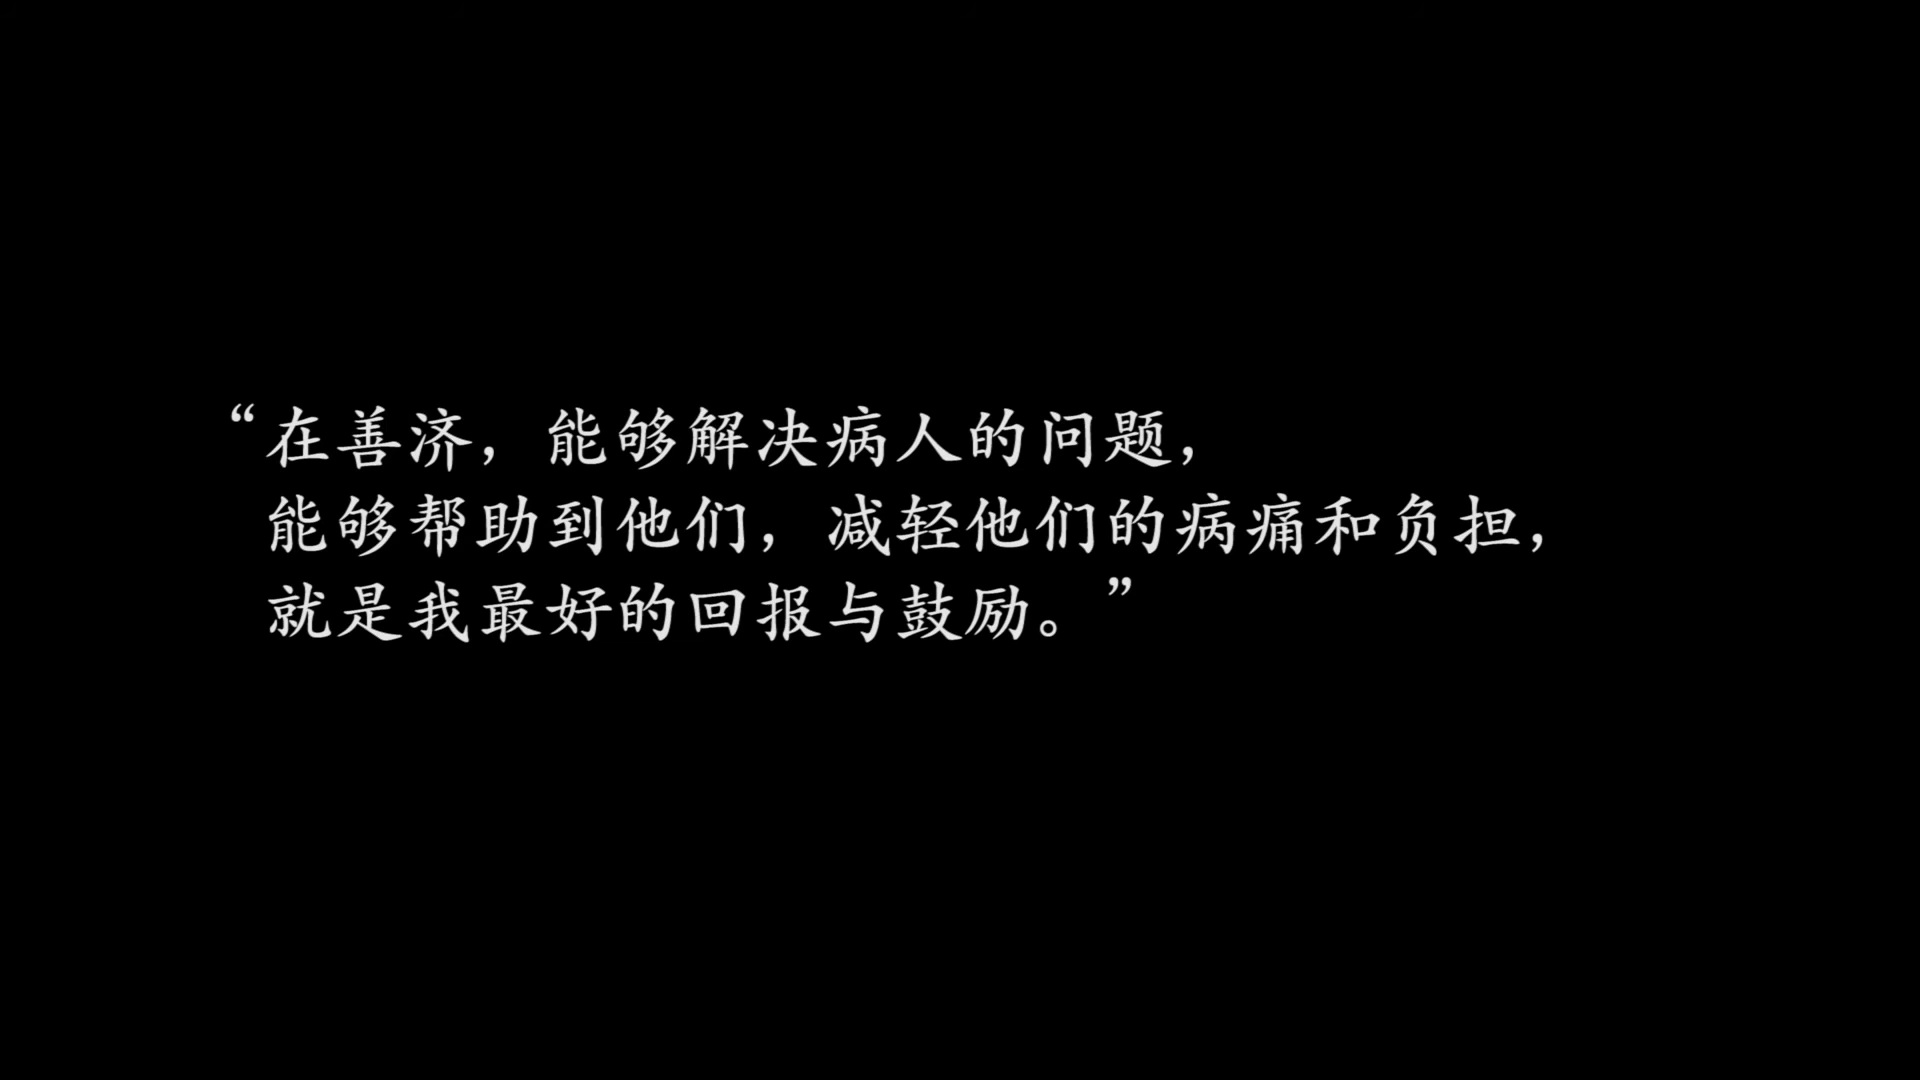 “在善济，能够解决病人的问题，
能够帮助到他们，减轻他们的病痛和负担，
就是我最好的回报与鼓励。”